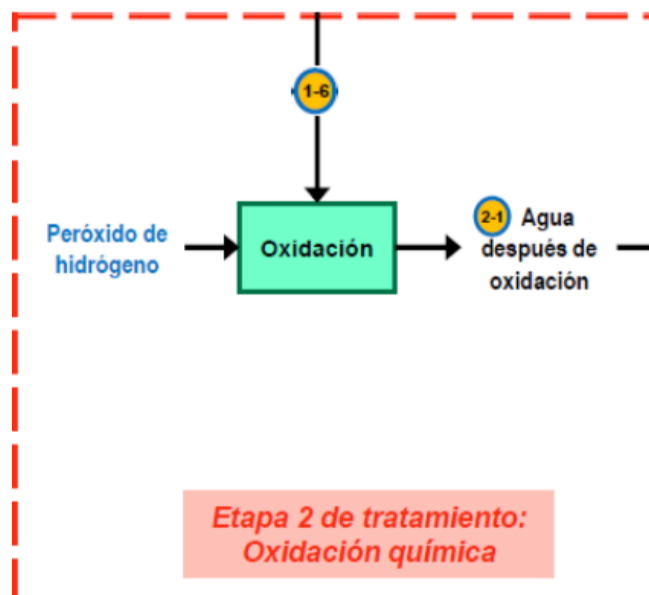 1-6
Peróxido de
hidrógeno
Oxidación
2-1 Agua
después de
oxidación
Etapa 2 de tratamiento:
Oxidación química